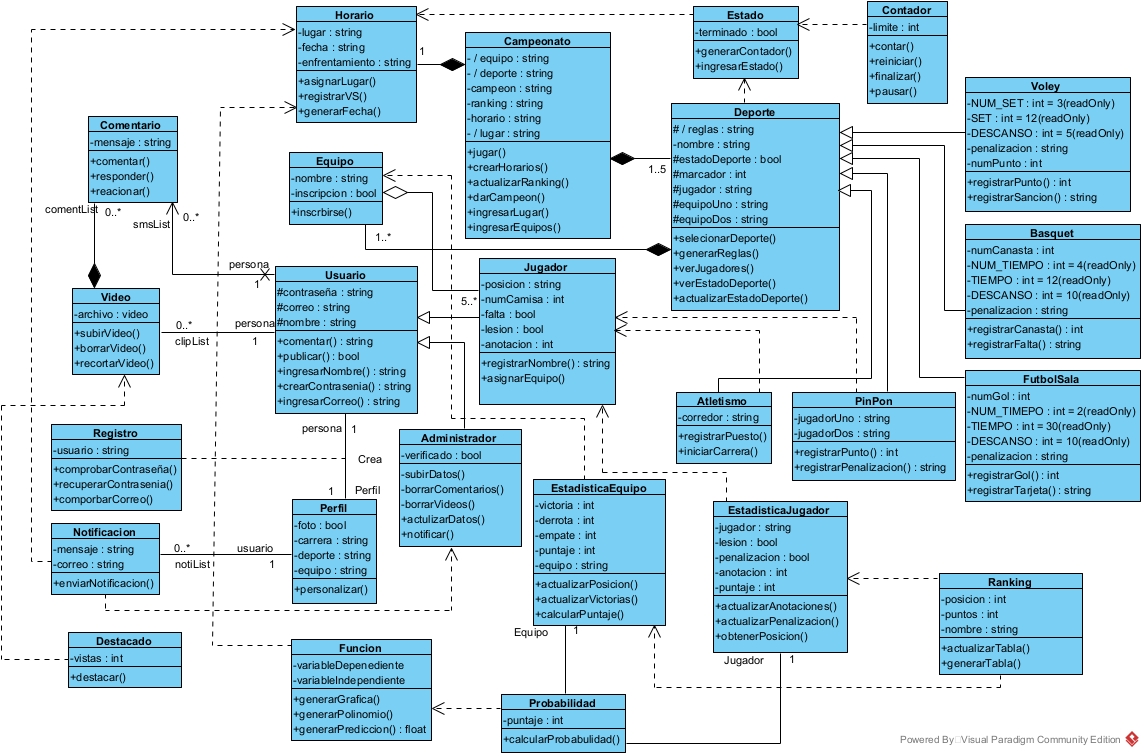 Horario
-lugar : string
-fecha : string
-enfrentamiento : string
+asignarLugar()
+registrarVS()
+generarFecha()
1
Campeonato
- / equipo : string
- / deporte : string
-campeon : string
-ranking : string
-horario : string
- / lugar : string
+jugar()
+crearHorarios()
+actualizarRanking()
+darCampeon()
+ingresarLugar()
+ingresarEquipos()
1..5
Estado
-terminado : bool
+generarContador()
+ingresarEstado()
Contador
-limite : int
+contar()
+reiniciar()
+finalizar()
+pausar()
Deporte
# / reglas : string
-nombre : string
#estadoDeporte : bool
#marcador : int
#jugador : string
#equipoUno : string
#equipoDos : string
+selecionarDeporte()
+generarReglas()
+verJugadores()
+verEstadoDeporte()
+actualizarEstadoDeporte()
Voley
-NUM_SET : int = 3(readOnly)
-SET : int = 12(readOnly)
-DESCANSO : int = 5(readOnly)
-penalizacion : string
-numPunto : int
+registrarPunto() : int
+registrarSancion() : string
Basquet
-numCanasta : int
-NUM_TIEMPO : int = 4(readOnly)
-TIEMPO : int = 12(readOnly)
-DESCANSO : int = 10(readOnly)
-penalizacion : string
+registrarCanasta() : int
+registrarFalta() : string
FutbolSala
-numGol : int
-NUM_TIMEPO : int = 2(readOnly)
-TIEMPO : int = 30(readOnly)
-DESCANSO : int = 10(readOnly)
-penalizacion : string
+registrarGol() : int
+registrarTarjeta() : string
Comentario
-mensaje : string
+comentar()
+responder()
+reacionar()
comentList
0..*
smsList
0..*
Equipo
-nombre : string
-inscripcion : bool
+inscrbirse()
1..*
5..*
persona
1
Video
-archivo : video
+subirVideo()
+borrarVideo()
+recortarVideo()
0..*
clipList
persona
1
Usuario
#contraseña : string
#correo : string
#nombre : string
+comentar() : string
+publicar() : bool
+ingresarNombre() : string
+crearContrasenia() : string
+ingresarCorreo() : string
persona
1
Crea
1
Perfil
Jugador
-posicion : string
-numCamisa : int
-falta : bool
-lesion : bool
-anotacion : int
+registrarNombre() : string
+asignarEquipo()
Atletismo
-corredor : string
+registrarPuesto()
+iniciarCarrera()
PinPon
-jugadorUno : string
-jugadorDos : string
+registrarPunto() : int
+registrarPenalizacion() : string
Registro
-usuario : string
+comprobarContraseña()
+recuperarContrasenia()
+comporbarCorreo()
Administrador
-verificado : bool
-subirDatos()
-borrarComentarios()
-borrarVideos()
+actulizarDatos()
+notificar()
Perfil
-foto : bool
-carrera : string
-deporte : string
-equipo : string
+personalizar()
Notificacion
-mensaje : string
-correo : string
+enviarNotificacion()
0..*
notiList
usuario
1
EstadisticaEquipo
-victoria : int
-derrota : int
-empate : int
-puntaje : int
-equipo : string
+actualizarPosicion()
+actualizarVictorias()
+calcularPuntaje()
Equipo
1
EstadisticaJugador
-jugador : string
-lesion : bool
-penalizacion : bool
-anotacion : int
-puntaje : int
+actualizarAnotaciones()
+actualizarPenalizacion()
+obtenerPosicion()
Jugador
1
Ranking
-posicion : int
-puntos : int
-nombre : string
+actualizarTabla()
+generarTabla()
Destacado
-vistas : int
+destacar()
Funcion
-variableDepenediente
-variableIndependiente
+generarGrafica()
+generarPolinomio()
+generarPrediccion() : float
Probabilidad
-puntaje : int
+calcularProbabulidad()
Powered By Visual Paradigm Community Edition